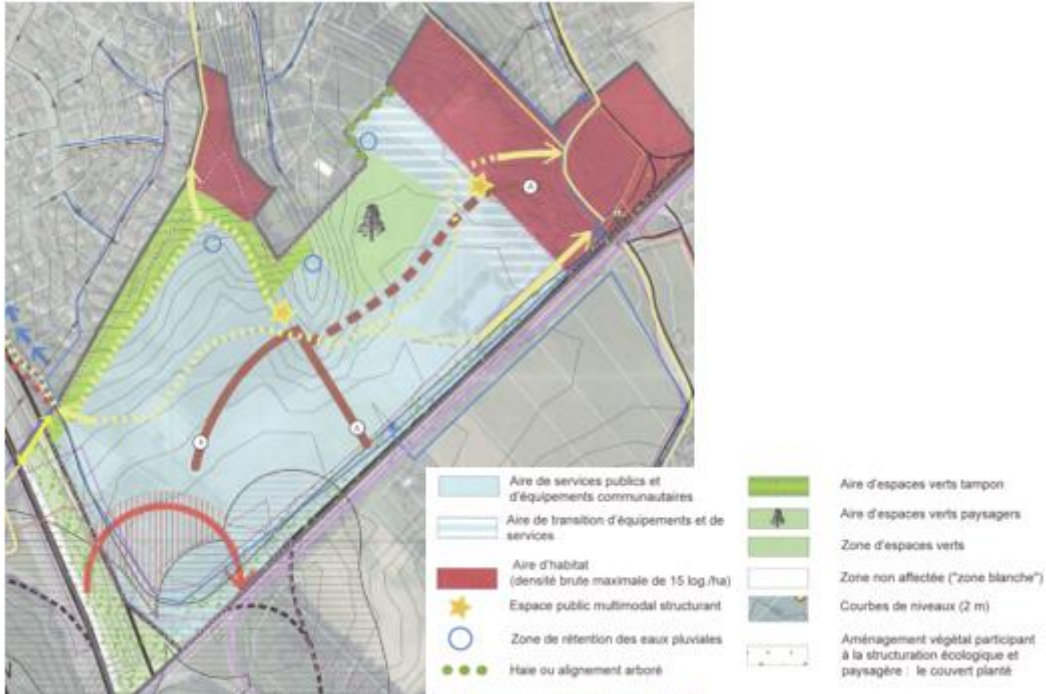 Aire de services publics et
d'équipements communautaires
Aire de transition d'équipements et de
services
Aire d'habitat
(densité brute maximale de 15 log./ha)
Espace public multimodal structurant
Zone de rétention des eaux pluviales
Haie ou alignement arboré
Aire d'espaces verts tampon
Aire d'espaces verts paysagers
Zone d'espaces verts
Zone non affectée ("zone blanche")
Courbes de niveaux (2 m)
Aménagement végétal participant
à la structuration écologique et
paysagère : le couvert planté